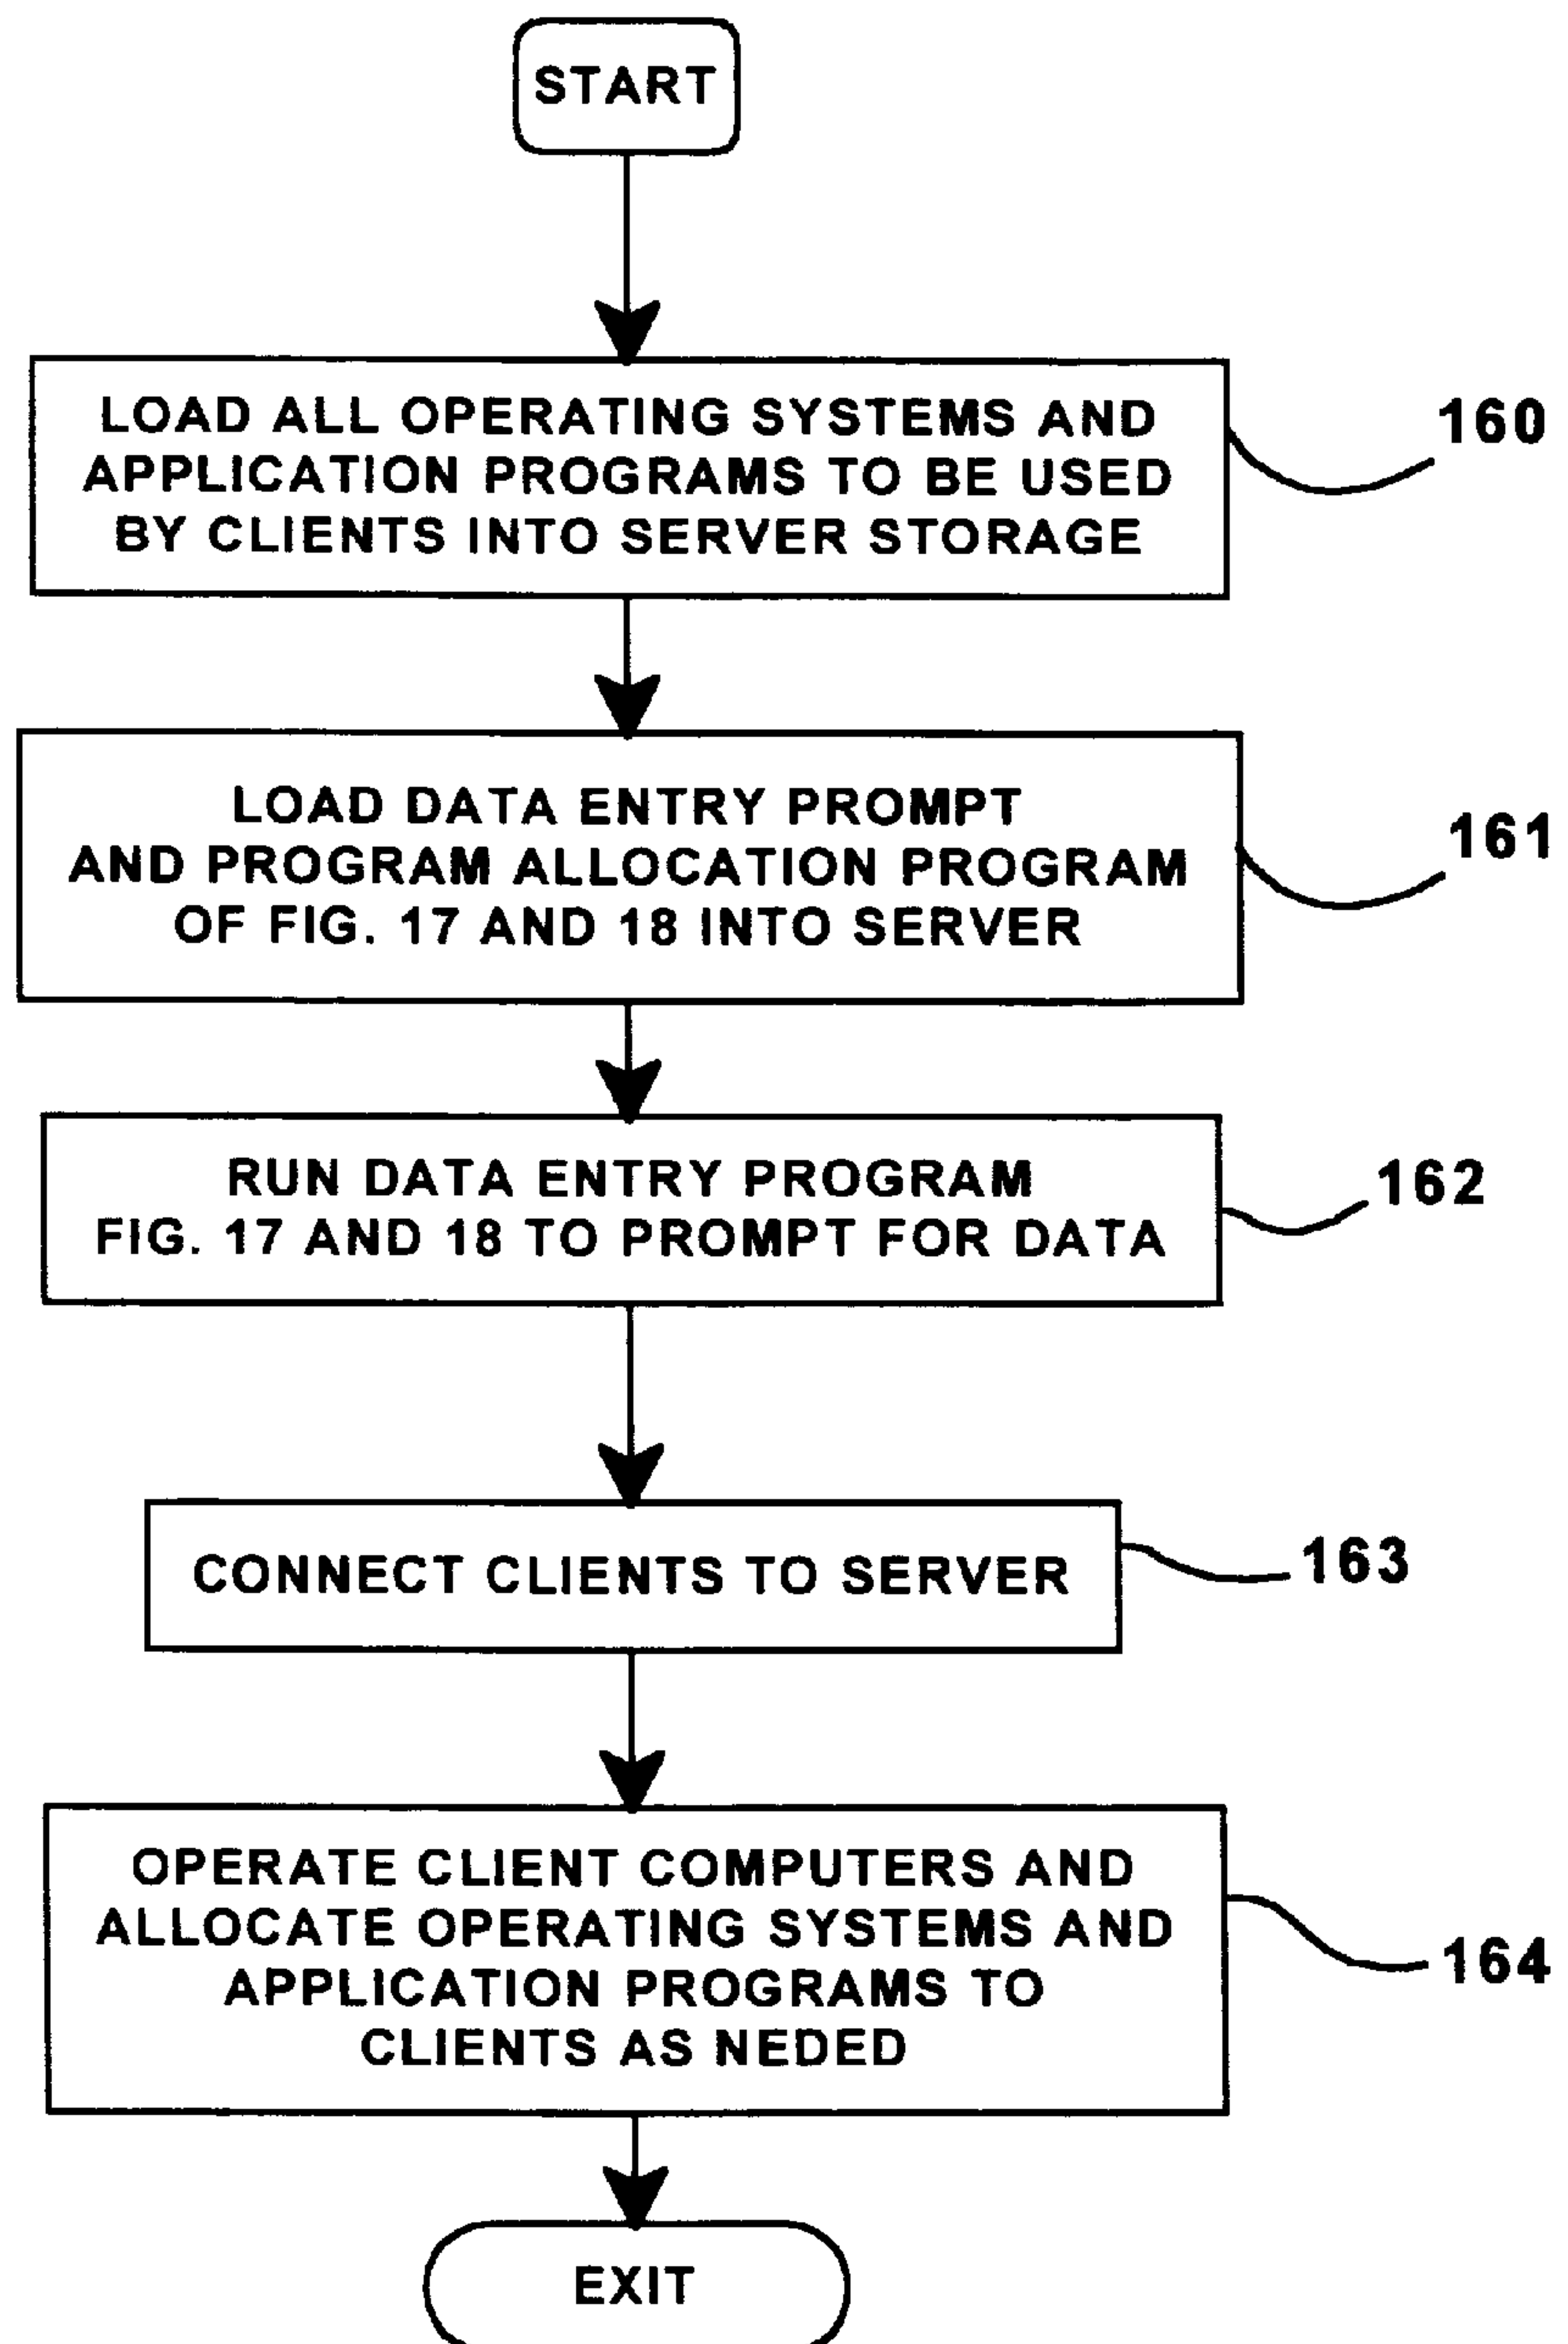 START
LOAD ALL OPERATING SYSTEMS AND
APPLICATION PROGRAMS TO BE USED
BY CLIENTS INTO SERVER STORAGE
160
LOAD DATA ENTRY PROMPT
AND PROGRAM ALLOCATION PROGRAM
OF FIG. 17 AND 18 INTO SERVER
161
RUN DATA ENTRY PROGRAM
FIG. 17 AND 18 TO PROMPT FOR DATA
162
CONNECT CLIENTS TO SERVER
163
OPERATE CLIENT COMPUTERS AND
ALLOCATE OPERATING SYSTEMS AND
APPLICATION PROGRAMS TO
CLIENTS AS NEDED
164
EXIT